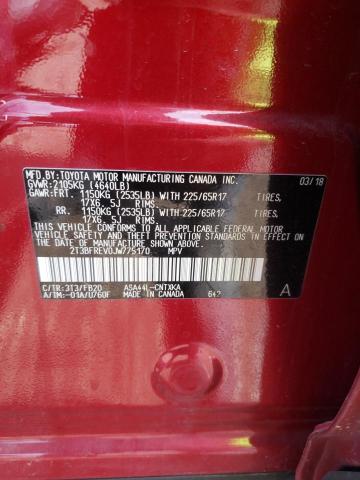 MFD.BY:TOYOTA MOTOR MANUFACTURING CANADA INC. 03/18
GVWR:2105KG (4640LB)
GAWR:FRT. 1150KG (2535LB) WITH 225/65R17 TIRES,
17X6. 5J RIMS.
RR. 1150KG (2535LB) WITH 225/65R17 TIRES,
17X6. 5J RIMS.
THIS VEHICLE CONFORMS TO ALL APPLICABLE FEDERAL MOTOR
VEHICLE SAFETY AND THEFT PREVENTION STANDARDS IN
EFFECT ON THE DATE OF MANUFACTURE SHOWN ABOVE.
2T3BFREV0JW775170 MPV
C/TR:3T3/FB20 ASA44L-CNTXKA
A/TM:-01A/U760F MADE IN CANADA A